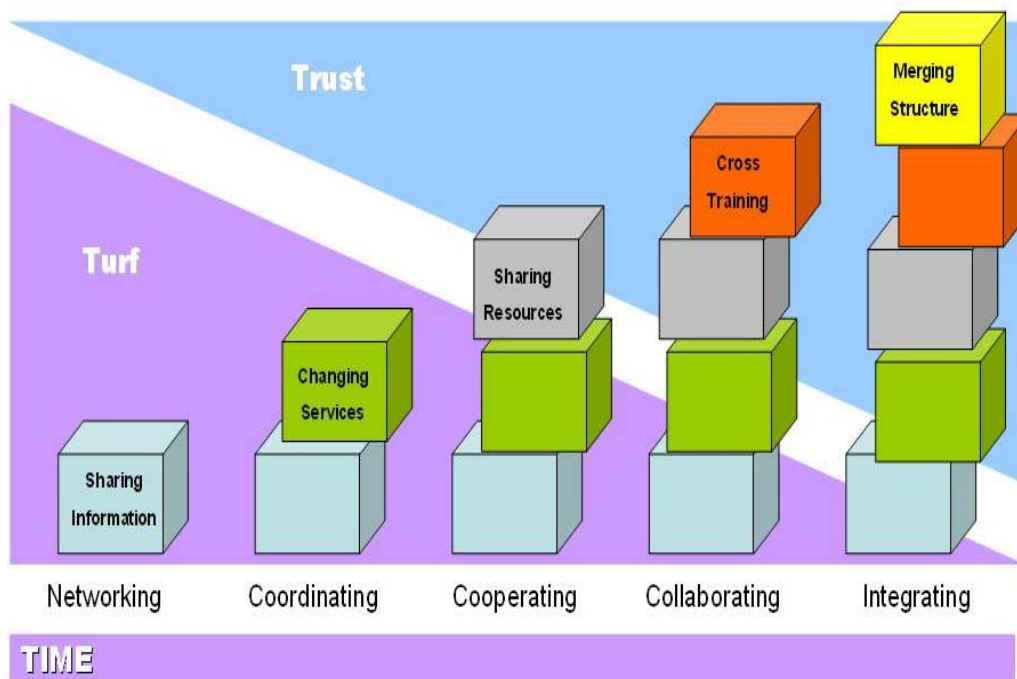 Trust
Merging
Structure
Cross
Training
Turf
Sharing
Resources
Changing
Services
Sharing
Information
Networking
Coordinating
Cooperating
Collaborating
Integrating
TIME